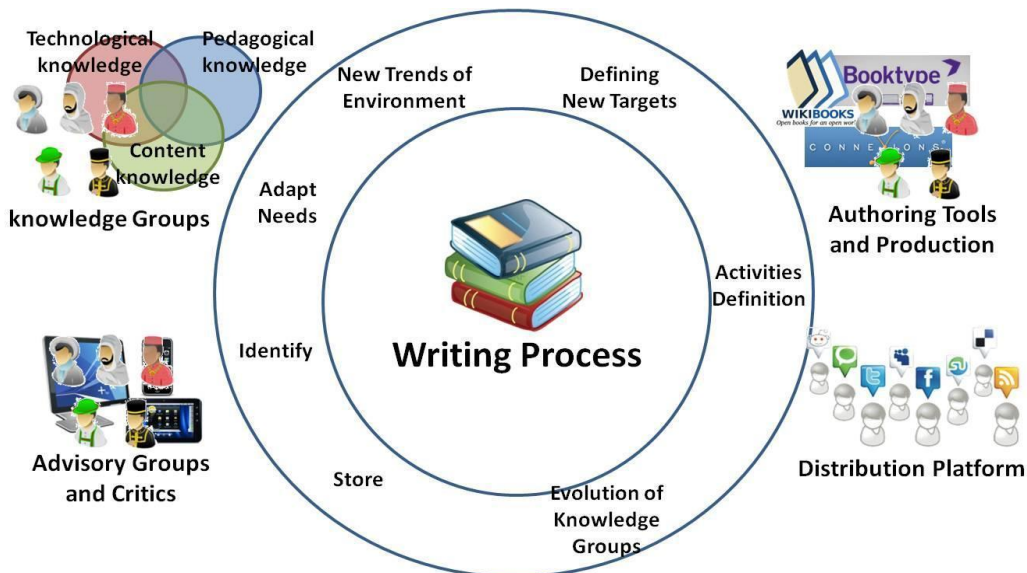 Technological
knowledge
Pedagogical
knowledge
Content
knowledge
knowledge Groups
New Trends of
Environment
Defining
New Targets
Booktype
WIKIBOOKS
Open books for an open worl
CONNEXIONS
Authoring Tools
and Production
Adapt
Needs
Activities
Definition
Identify
Writing Process
Advisory Groups
and Critics
Distribution Platform
Store
Evolution of
Knowledge
Groups